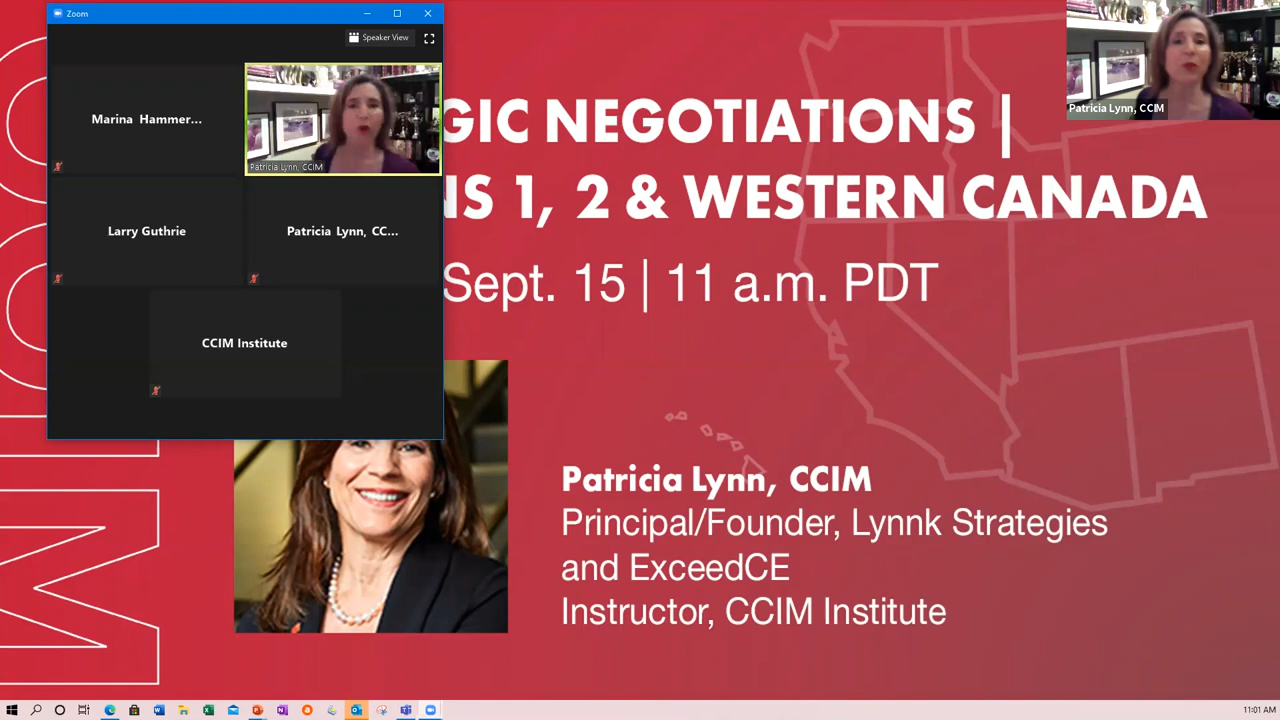 Zoom
Speaker View
Marina Hammer...
Patricia Lynn, CCIM
Larry Guthrie
Patricia Lynn, CC...
CCIM Institute
Patricia Lynn, CCIM
GIC NEGOTIATIONS |
NS 1, 2 & WESTERN CANADA
Sept. 15 | 11 a.m. PDT
Patricia Lynn, CCIM
Principal/Founder, Lynnk Strategies
and ExceedCE
Instructor, CCIM Institute
11:01 AM